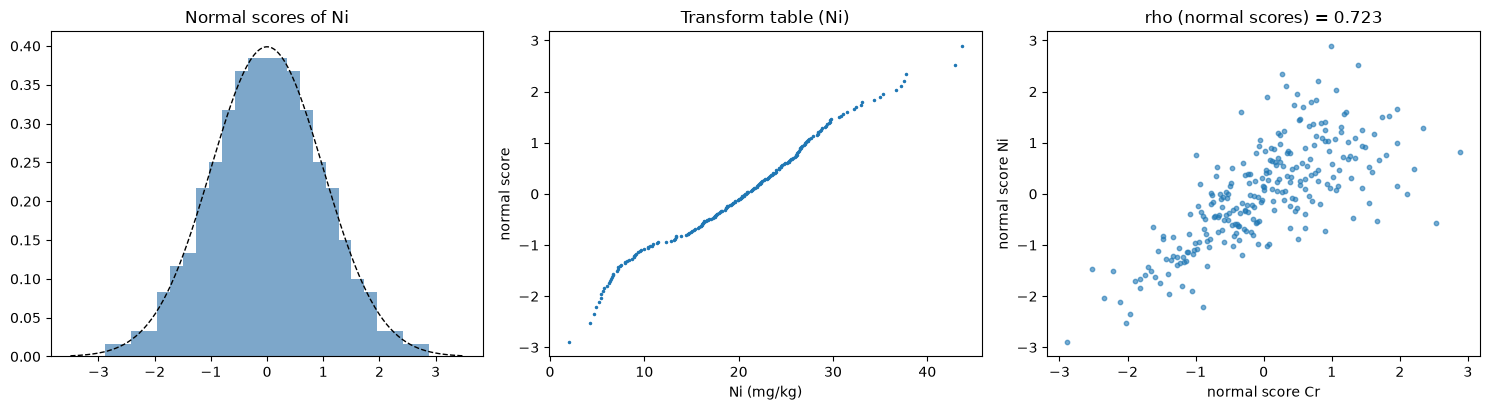 Normal scores of Ni
0.40
0.35
0.30
0.25
0.20
0.15
0.10
0.05
0.00
−3 −2 −1 0 1 2 3
Transform table (Ni)
normal score
3
2
1
0
−1
−2
−3
0 10 20 30 40
Ni (mg/kg)
rho (normal scores) = 0.723
normal score Ni
3
2
1
0
−1
−2
−3
−3 −2 −1 0 1 2 3
normal score Cr